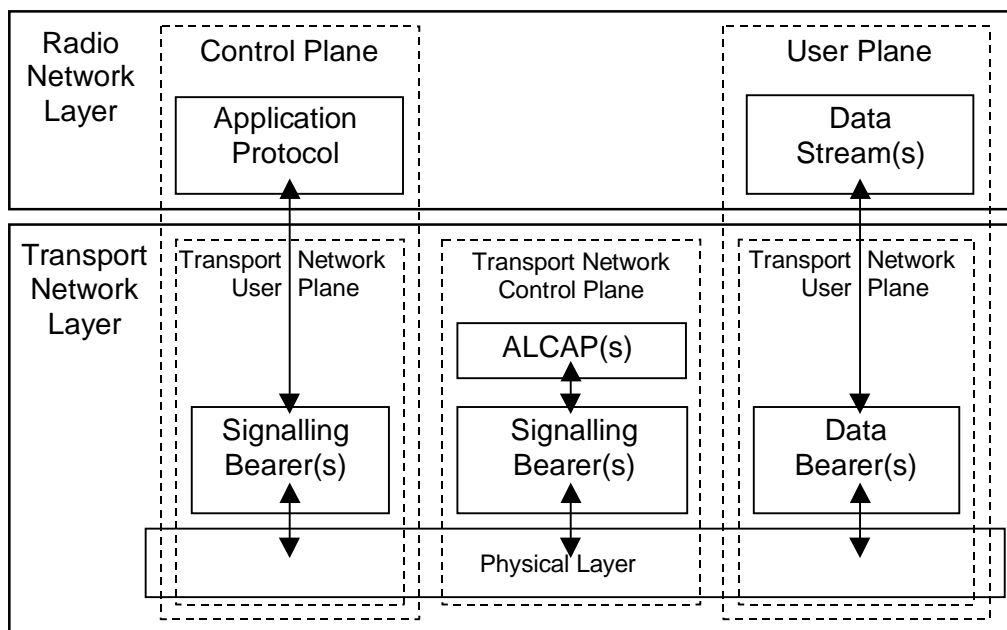 Radio
Network
Layer
Control Plane
User Plane
Application
Protocol
Data
Stream(s)
Transport
Network
Layer
Transport Network
User Plane
Transport Network
Control Plane
Transport Network
User Plane
ALCAP(s)
Signalling
Bearer(s)
Signalling
Bearer(s)
Data
Bearer(s)
Physical Layer